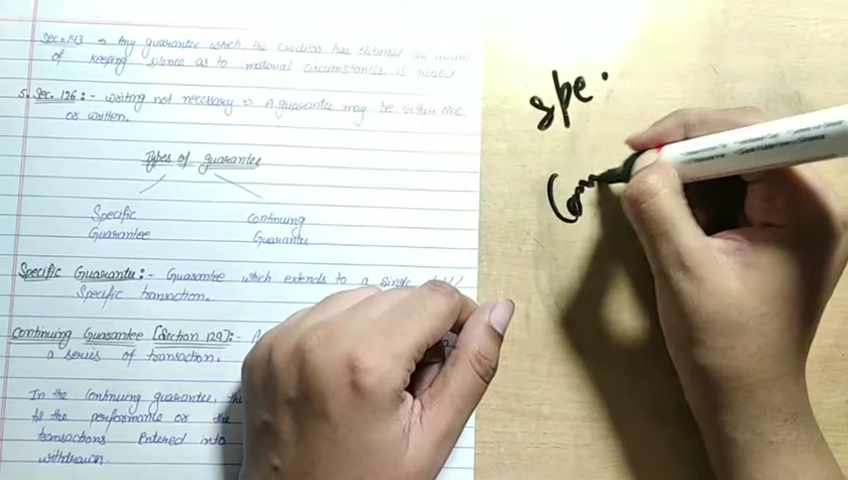 Sec. 143 → Any guarantee which the creditor has obtained by means
of keeping silence as to material circumstances is invalid
5. Sec. 126 :- writing not necessary → A guarantee may be either
or written.
Types of guarantee
Specific Guarantee
Continuing Guarantee
Specific Guarantee :- Guarantee which extends to a single debt/
Specific transaction.
Continuing Guarantee [Section 129] :- A
a series of transaction.
In the Continuing guarantee, the
till the performance or the
transactions Entered into
withdrawn.
spe.
Con